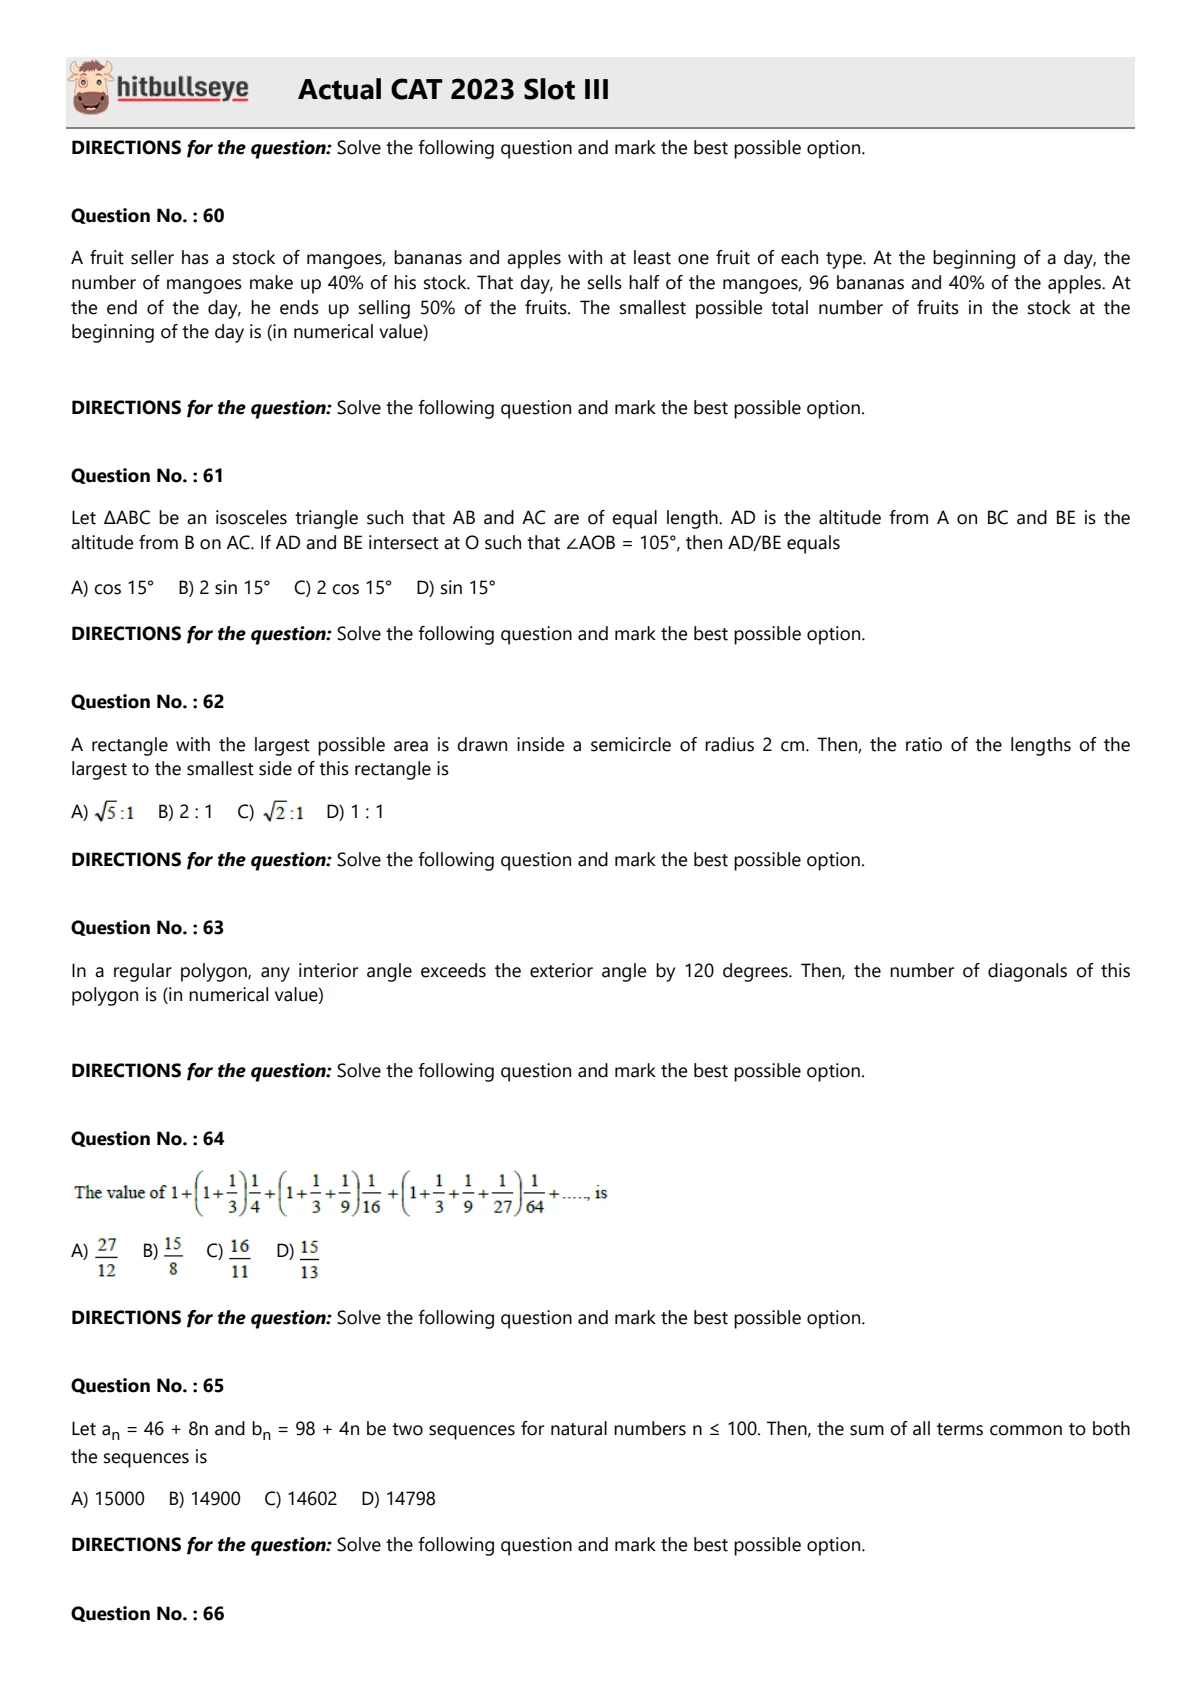 hitbullseye Actual CAT 2023 Slot III
DIRECTIONS for the question: Solve the following question and mark the best possible option.
Question No. : 60
A fruit seller has a stock of mangoes, bananas and apples with at least one fruit of each type. At the beginning of a day, the
number of mangoes make up 40% of his stock. That day, he sells half of the mangoes, 96 bananas and 40% of the apples. At
the end of the day, he ends up selling 50% of the fruits. The smallest possible total number of fruits in the stock at the
beginning of the day is (in numerical value)
DIRECTIONS for the question: Solve the following question and mark the best possible option.
Question No. : 61
Let ΔABC be an isosceles triangle such that AB and AC are of equal length. AD is the altitude from A on BC and BE is the
altitude from B on AC. If AD and BE intersect at O such that ∠AOB = 105°, then AD/BE equals
A) cos 15° B) 2 sin 15° C) 2 cos 15° D) sin 15°
DIRECTIONS for the question: Solve the following question and mark the best possible option.
Question No. : 62
A rectangle with the largest possible area is drawn inside a semicircle of radius 2 cm. Then, the ratio of the lengths of the
largest to the smallest side of this rectangle is
A) √5 :1 B) 2 : 1 C) √2 :1 D) 1 : 1
DIRECTIONS for the question: Solve the following question and mark the best possible option.
Question No. : 63
In a regular polygon, any interior angle exceeds the exterior angle by 120 degrees. Then, the number of diagonals of this
polygon is (in numerical value)
DIRECTIONS for the question: Solve the following question and mark the best possible option.
Question No. : 64
The value of 1+(1+1/3)1/4+(1+1/3+1/9)1/16+(1+1/3+1/9+1/27)1/64+....., is
A) 27/12 B) 15/8 C) 16/11 D) 15/13
DIRECTIONS for the question: Solve the following question and mark the best possible option.
Question No. : 65
Let aₙ = 46 + 8n and bₙ = 98 + 4n be two sequences for natural numbers n ≤ 100. Then, the sum of all terms common to both
the sequences is
A) 15000 B) 14900 C) 14602 D) 14798
DIRECTIONS for the question: Solve the following question and mark the best possible option.
Question No. : 66